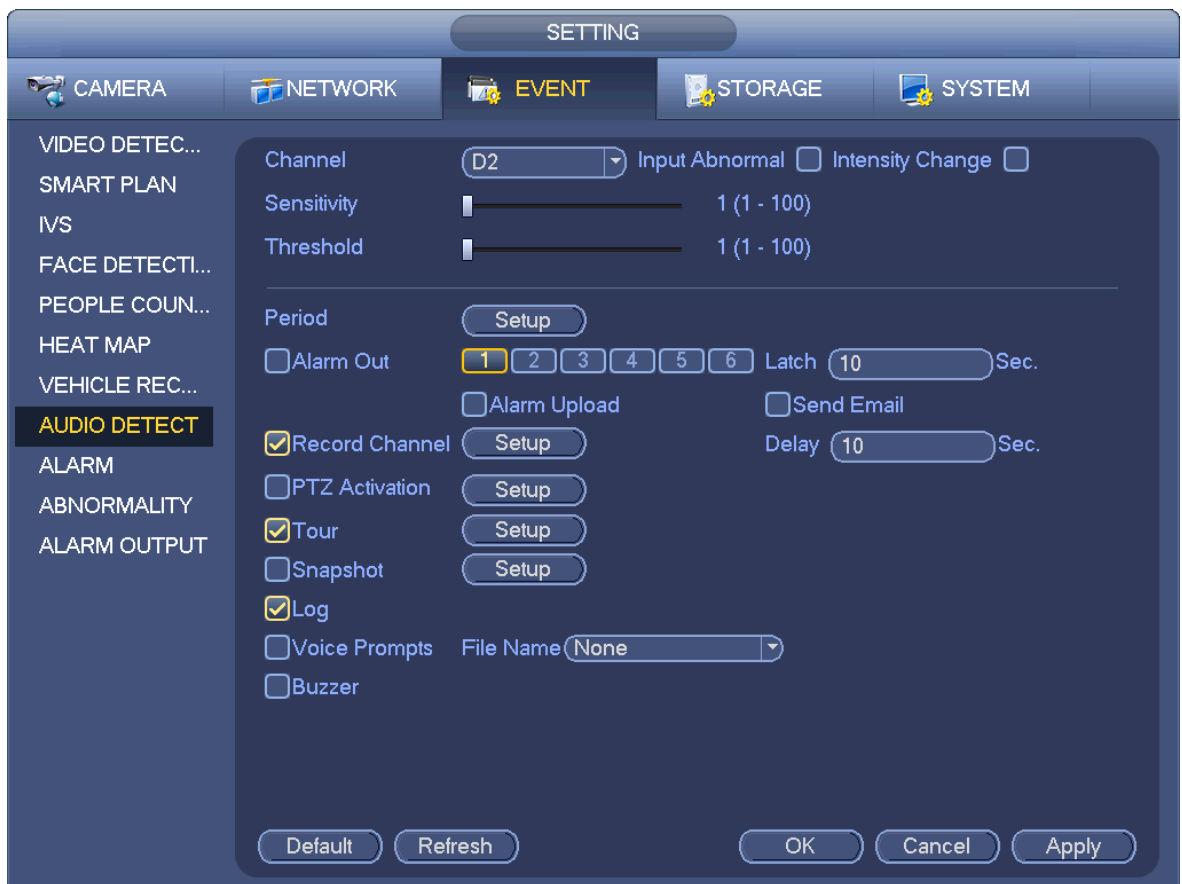 SETTING
CAMERA NETWORK EVENT STORAGE SYSTEM
VIDEO DETEC...
SMART PLAN
IVS
FACE DETECTI...
PEOPLE COUN...
HEAT MAP
VEHICLE REC...
AUDIO DETECT
ALARM
ABNORMALITY
ALARM OUTPUT
Channel D2 Input Abnormal Intensity Change
Sensitivity 1 (1 - 100)
Threshold 1 (1 - 100)
Period Setup
Alarm Out 1 2 3 4 5 6 Latch 10 Sec.
Alarm Upload Send Email
Record Channel Setup Delay 10 Sec.
PTZ Activation Setup
Tour Setup
Snapshot Setup
Log
Voice Prompts File Name None
Buzzer
Default Refresh OK Cancel Apply